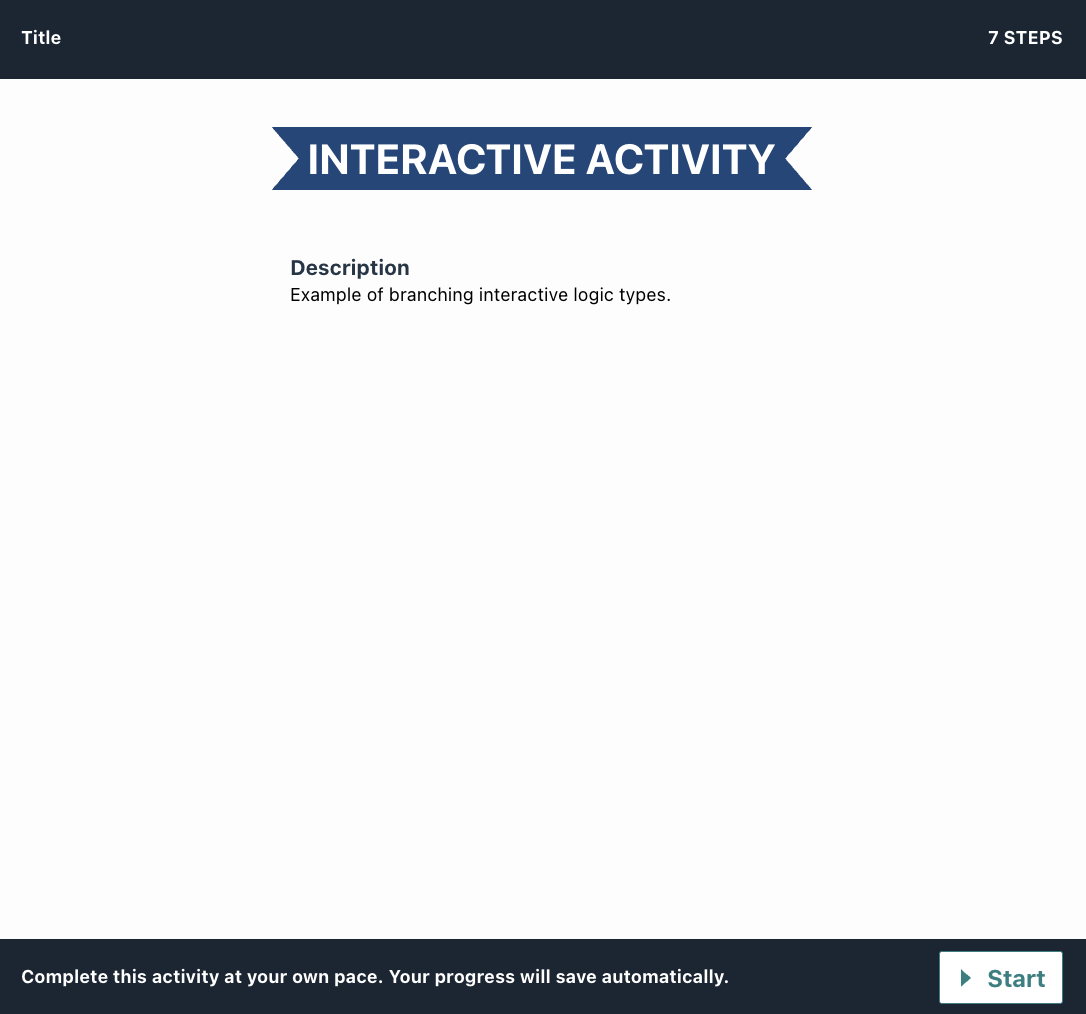 Title
7 STEPS
INTERACTIVE ACTIVITY
Description
Example of branching interactive logic types.
Complete this activity at your own pace. Your progress will save automatically.
Start